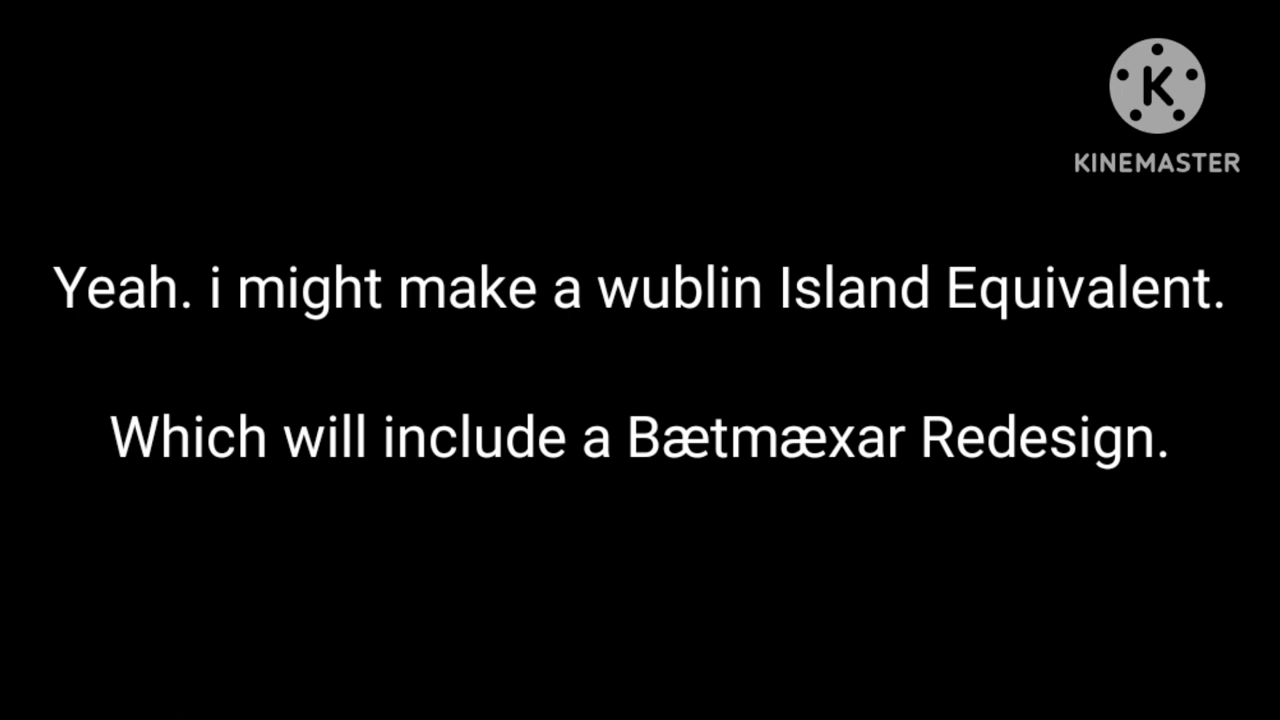 K
KINEMASTER
Yeah. i might make a wublin Island Equivalent.
Which will include a Bætmæxar Redesign.